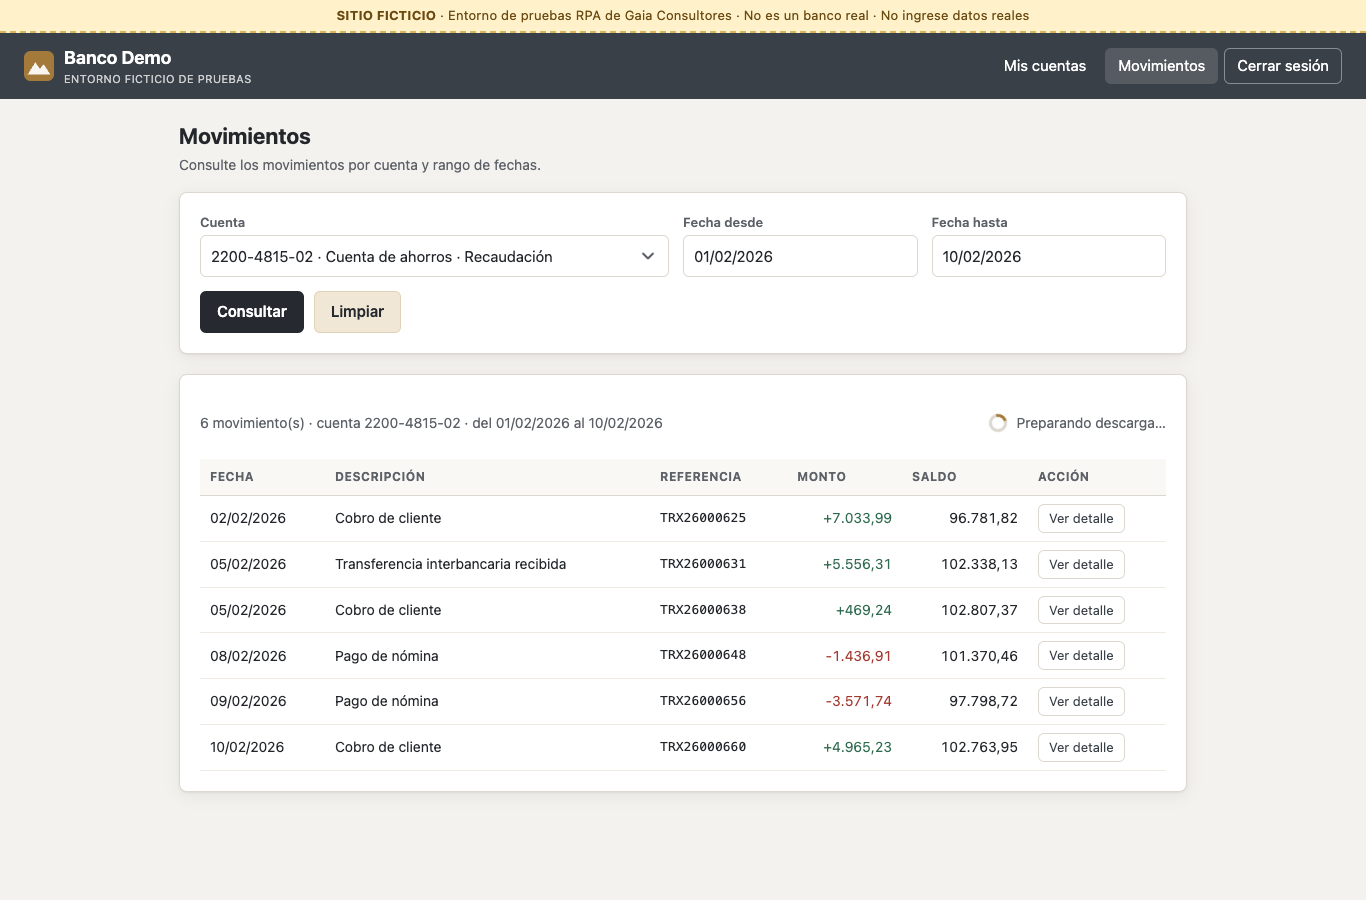 SITIO FICTICIO · Entorno de pruebas RPA de Gaia Consultores · No es un banco real · No ingrese datos reales
Banco Demo
ENTORNO FICTICIO DE PRUEBAS
Mis cuentas
Movimientos
Cerrar sesión
Movimientos
Consulte los movimientos por cuenta y rango de fechas.
Cuenta
Fecha desde
Fecha hasta
2200-4815-02 · Cuenta de ahorros · Recaudación
01/02/2026
10/02/2026
Consultar
Limpiar
6 movimiento(s) · cuenta 2200-4815-02 · del 01/02/2026 al 10/02/2026
Preparando descarga...
FECHA DESCRIPCIÓN REFERENCIA MONTO SALDO ACCIÓN
02/02/2026 Cobro de cliente TRX26000625 +7.033,99 96.781,82 Ver detalle
05/02/2026 Transferencia interbancaria recibida TRX26000631 +5.556,31 102.338,13 Ver detalle
05/02/2026 Cobro de cliente TRX26000638 +469,24 102.807,37 Ver detalle
08/02/2026 Pago de nómina TRX26000648 -1.436,91 101.370,46 Ver detalle
09/02/2026 Pago de nómina TRX26000656 -3.571,74 97.798,72 Ver detalle
10/02/2026 Cobro de cliente TRX26000660 +4.965,23 102.763,95 Ver detalle